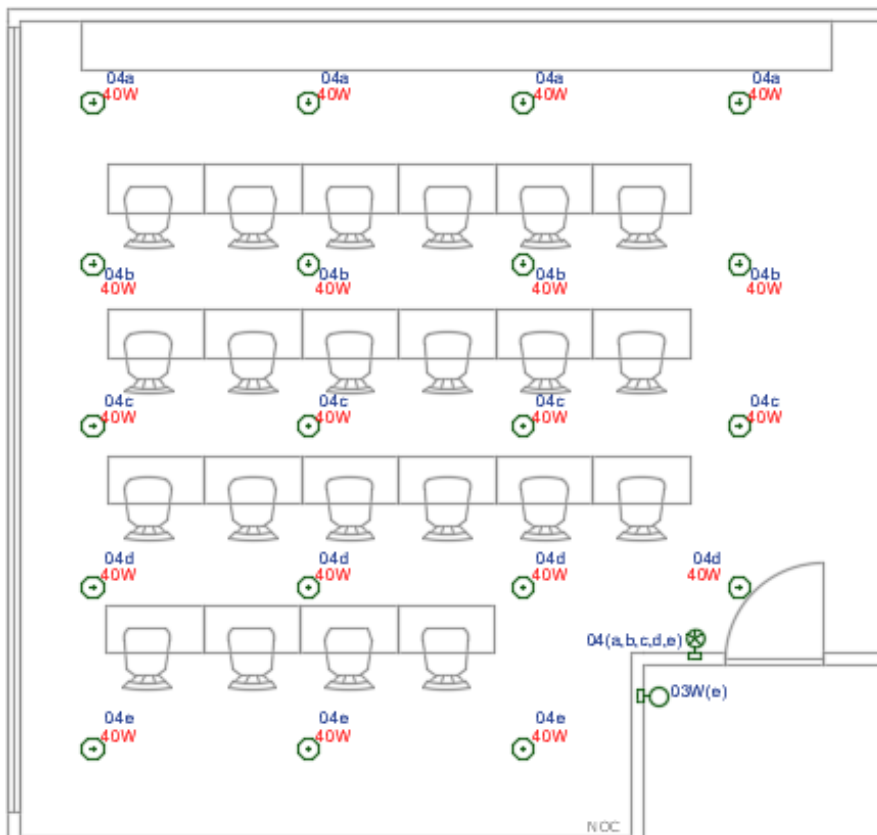 04a 04a 04a 04a
40W 40W 40W 40W
04b 04b 04b 04b
40W 40W 40W 40W
04c 04c 04c 04c
40W 40W 40W 40W
04d 04d 04d 04d
40W 40W 40W 40W
04(a,b,c,d,e)
03W(e)
04e 04e 04e
40W 40W 40W
NOC